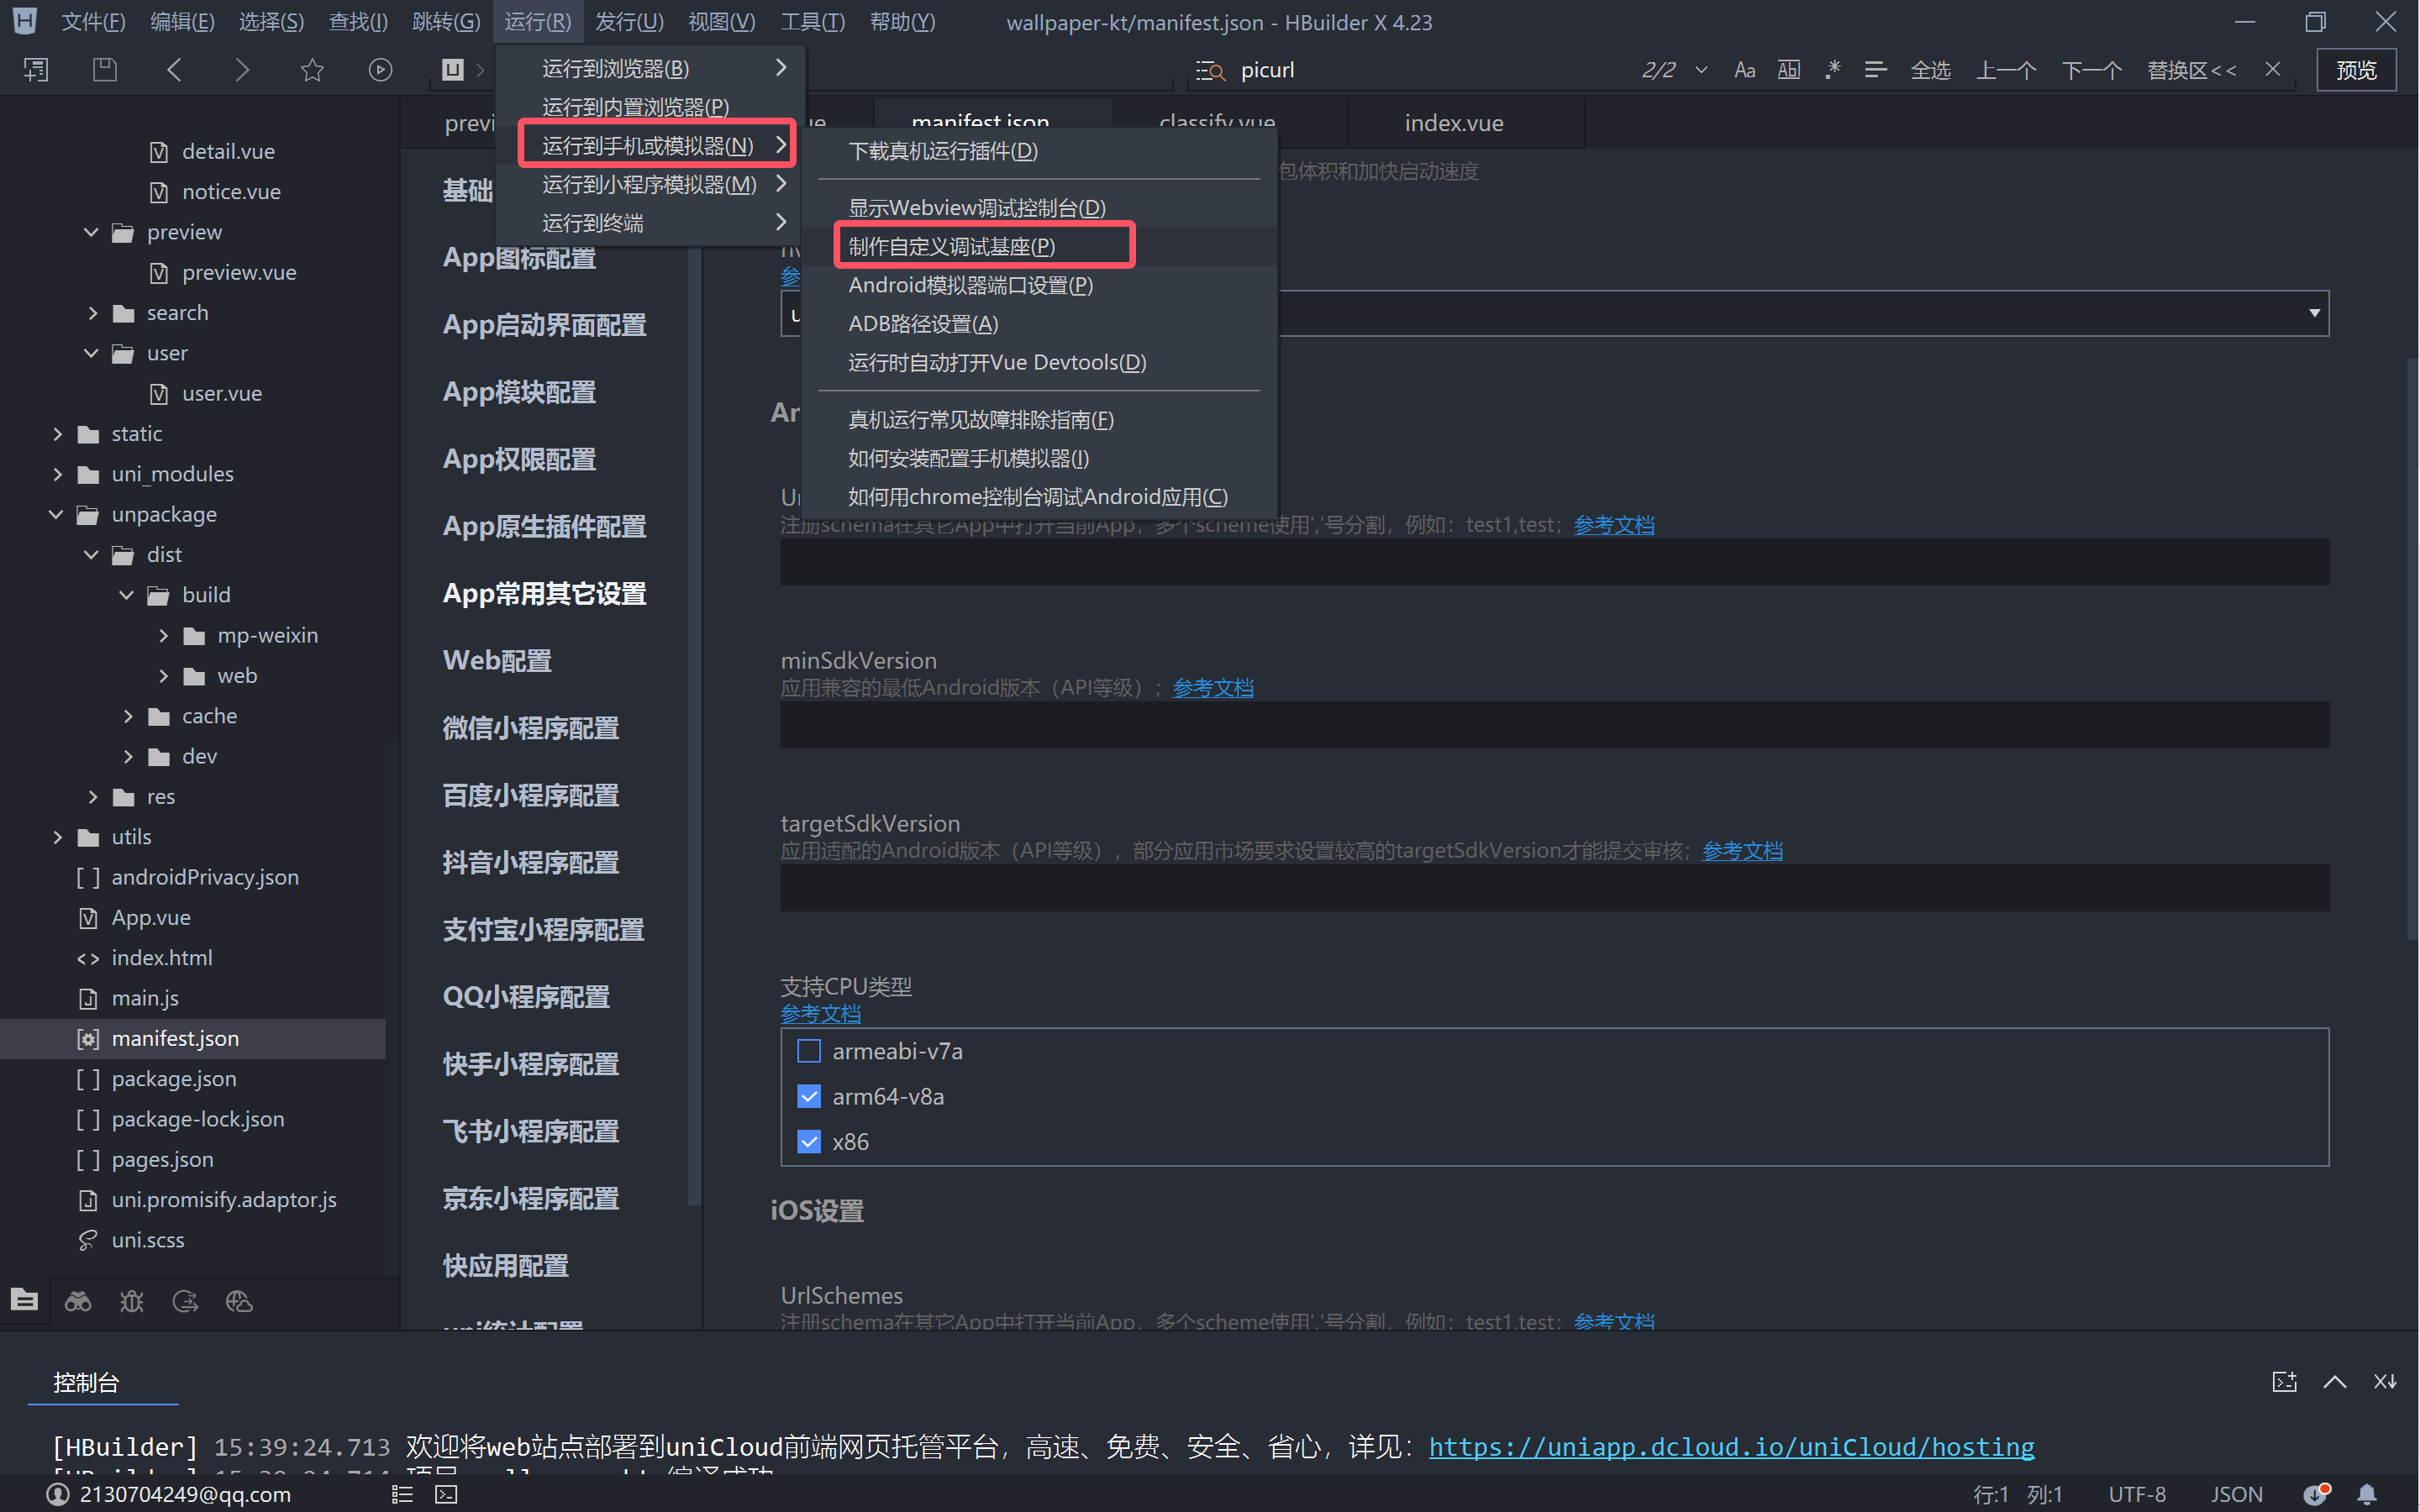 文件(F) 编辑(E) 选择(S) 查找(I) 跳转(G) 运行(R) 发行(U) 视图(V) 工具(T) 帮助(Y) wallpaper-kt/manifest.json - HBuilder X 4.23
picurl 2/2 Aa Ab .* 全选 上一个 下一个 替换区<< 预览
运行到浏览器(B)
运行到内置浏览器(P)
运行到手机或模拟器(N)
运行到小程序模拟器(M)
运行到终端
下载真机运行插件(D)
显示Webview调试控制台(D)
制作自定义调试基座(P)
Android模拟器端口设置(P)
ADB路径设置(A)
运行时自动打开Vue Devtools(D)
真机运行常见故障排除指南(F)
如何安装配置手机模拟器(I)
如何用chrome控制台调试Android应用(C)
manifest.json classify.vue index.vue
detail.vue
notice.vue
preview
preview.vue
search
user
user.vue
static
uni_modules
unpackage
dist
build
mp-weixin
web
cache
dev
res
utils
androidPrivacy.json
App.vue
index.html
main.js
manifest.json
package.json
package-lock.json
pages.json
uni.promisify.adaptor.js
uni.scss
基础
App图标配置
App启动界面配置
App模块配置
App权限配置
App原生插件配置
App常用其它设置
Web配置
微信小程序配置
百度小程序配置
抖音小程序配置
支付宝小程序配置
QQ小程序配置
快手小程序配置
飞书小程序配置
京东小程序配置
快应用配置
uni统计配置
包体积和加快启动速度
注册schema在其它App中打开当前App，多个scheme使用','号分割，例如：test1,test；参考文档
minSdkVersion
应用兼容的最低Android版本（API等级）；参考文档
targetSdkVersion
应用适配的Android版本（API等级），部分应用市场要求设置较高的targetSdkVersion才能提交审核；参考文档
支持CPU类型
参考文档
armeabi-v7a
arm64-v8a
x86
iOS设置
UrlSchemes
注册schema在其它App中打开当前App，多个scheme使用','号分割，例如：test1,test；参考文档
控制台
[HBuilder] 15:39:24.713 欢迎将web站点部署到uniCloud前端网页托管平台，高速、免费、安全、省心，详见：https://uniapp.dcloud.io/uniCloud/hosting
2130704249@qq.com 行:1 列:1 UTF-8 JSON